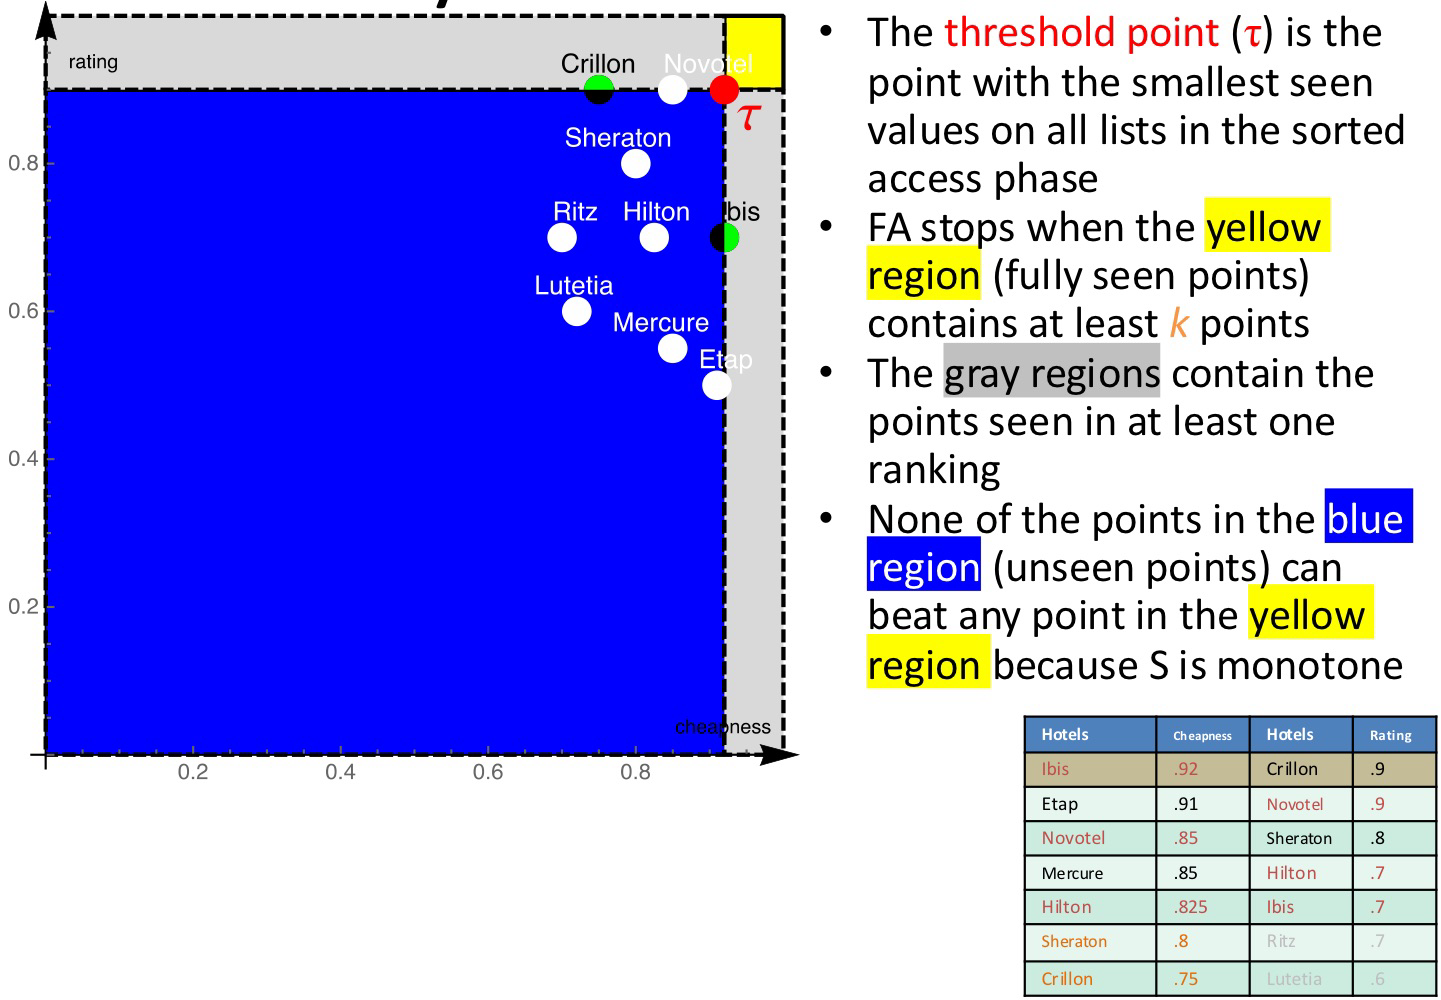 rating
Crillon
Novotel
τ
Sheraton
0.8
Ritz
Hilton
bis
Lutetia
0.6
Mercure
Etap
0.4
0.2
cheapness
0.2
0.4
0.6
0.8
• The threshold point (τ) is the
point with the smallest seen
values on all lists in the sorted
access phase
• FA stops when the yellow
region (fully seen points)
contains at least k points
• The gray regions contain the
points seen in at least one
ranking
• None of the points in the blue
region (unseen points) can
beat any point in the yellow
region because S is monotone
Hotels Cheapness Hotels Rating
Ibis .92 Crillon .9
Etap .91 Novotel .9
Novotel .85 Sheraton .8
Mercure .85 Hilton .7
Hilton .825 Ibis .7
Sheraton .8 Ritz .7
Crillon .75 Lutetia .6